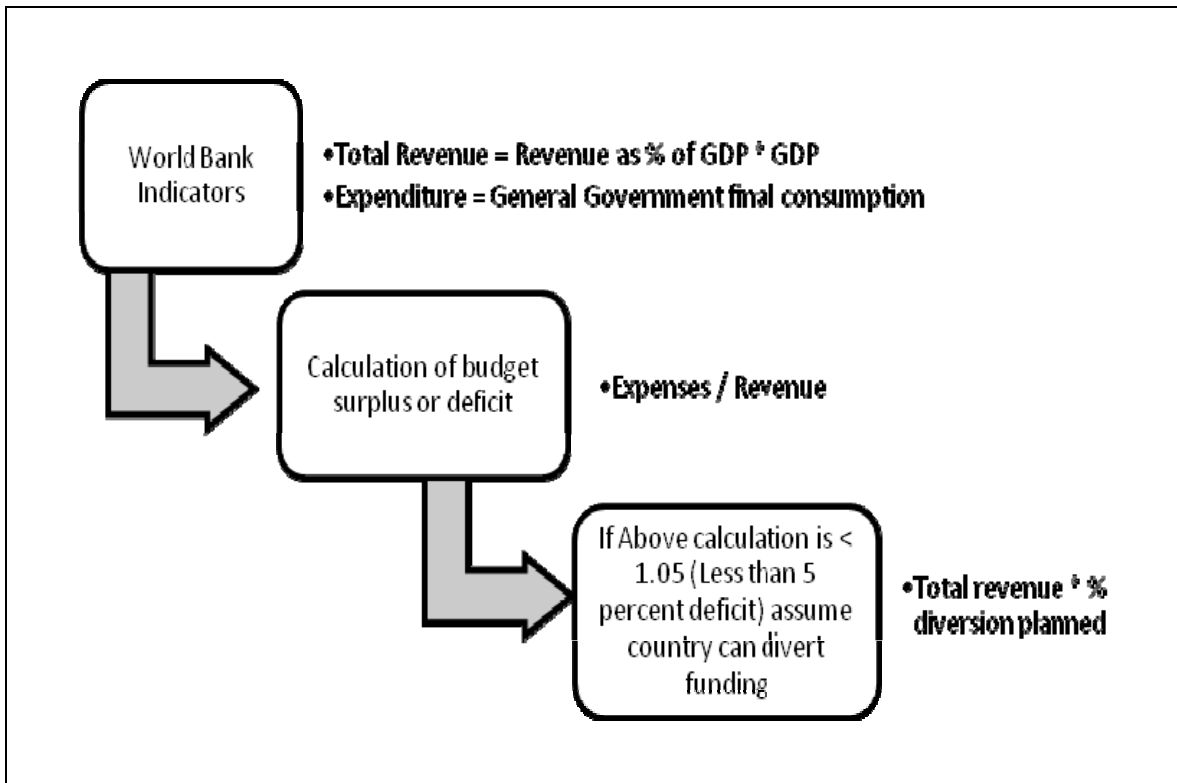 World Bank
Indicators
•Total Revenue = Revenue as % of GDP * GDP
•Expenditure = General Government final consumption
Calculation of budget
surplus or deficit
•Expenses / Revenue
If Above calculation is <
1.05 (Less than 5
percent deficit) assume
country can divert
funding
•Total revenue * %
diversion planned